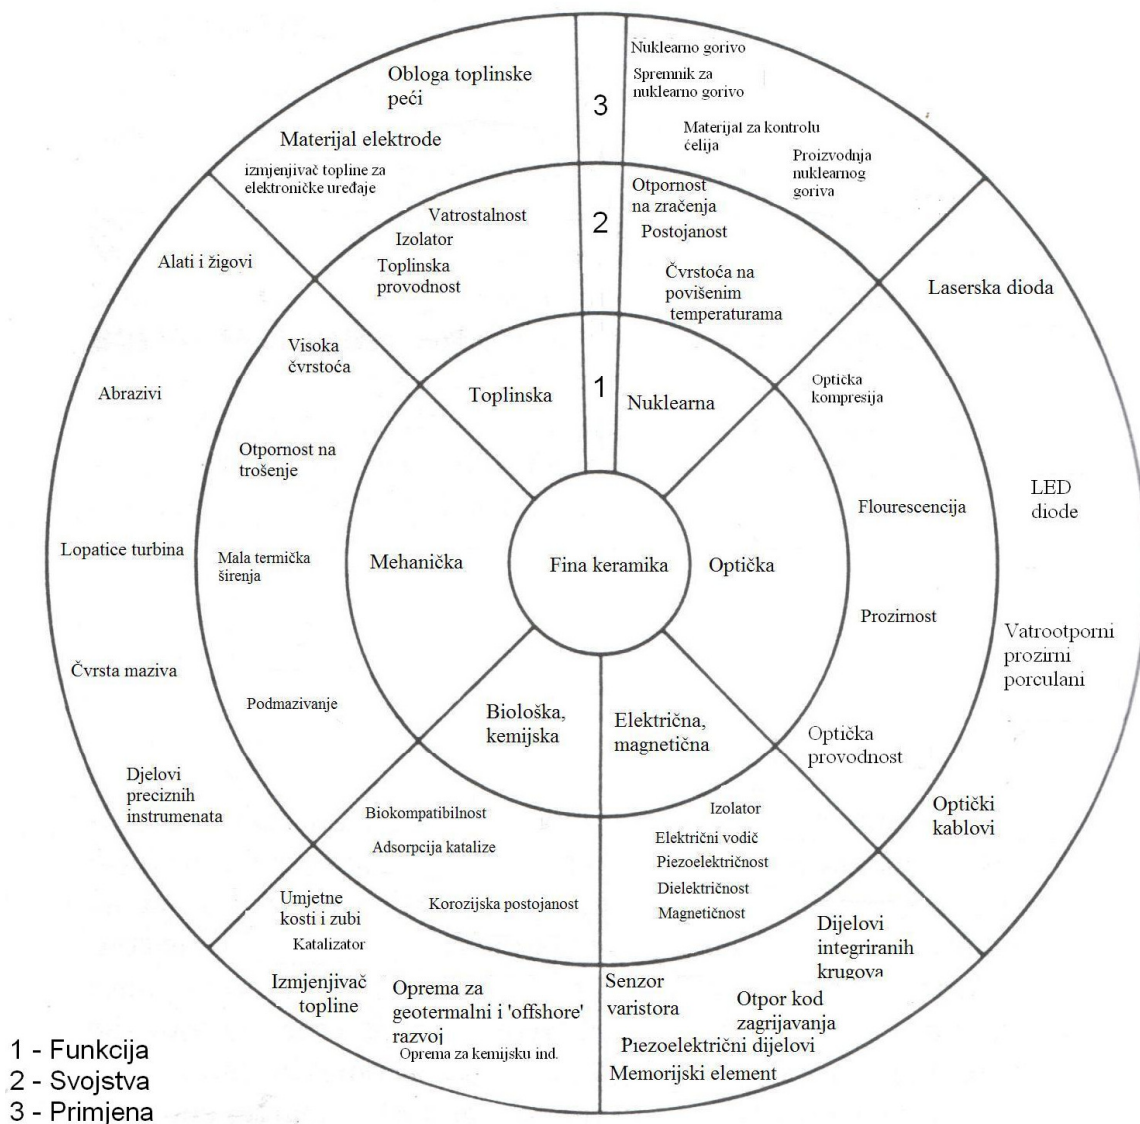 Nuklearno gorivo
Spremnik za
nuklearno gorivo
Materijal za kontrolu
ćelija
Proizvodnja
nuklearnog
goriva
Obloga toplinske
peći
Materijal elektrode
izmjenjivač topline za
elektroničke uređaje
3
Vatrostalnost
Izolator
Toplinska
provodnost
2
Otpornost
na zračenja
Postojanost
Čvrstoća na
povišenim
temperaturama
Alati i žigovi
Abrazivi
Lopatice turbina
Čvrsta maziva
Djelovi
preciznih
instrumenata
Visoka
čvrstoća
Otpornost na
trošenje
Mala termička
širenja
Podmazivanje
Toplinska
1
Nuklearna
Mehanička
Fina keramika
Optička
Biološka,
kemijska
Električna,
magnetična
Optička
kompresija
Flourescencija
Prozirnost
Optička
provodnost
Laserska dioda
LED
diode
Vatrootporni
prozirni
porculani
Optički
kablovi
Biokompatibilnost
Adsorpcija katalize
Korozijska postojanost
Izolator
Električni vodič
Piezoelektričnost
Dielektričnost
Magnetičnost
Umjetne
kosti i zubi
Katalizator
Izmjenjivač
topline
Oprema za
geotermalni i 'offshore'
razvoj
Oprema za kemijsku ind.
Dijelovi
integriranih
krugova
Senzor
varistora
Otpor kod
zagrijavanja
Piezoelektrični dijelovi
Memorijski element
1 - Funkcija
2 - Svojstva
3 - Primjena